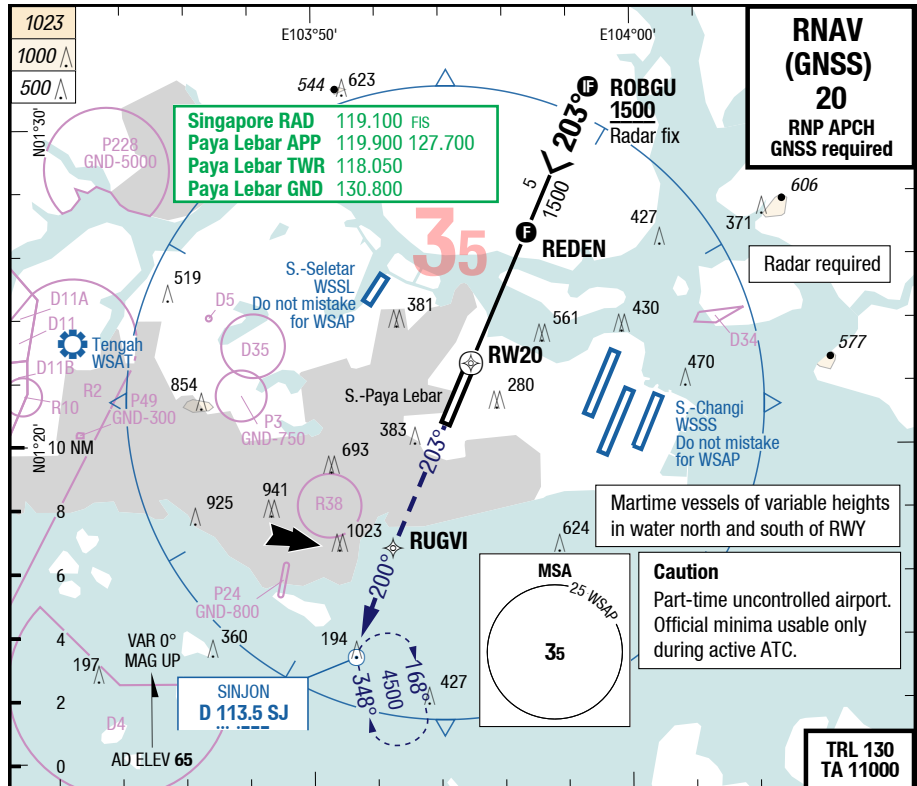 1023
1000
500
E103°50'
E104°00'
RNAV
(GNSS)
20
RNP APCH
GNSS required
544
623
203°
IF
ROBGU
1500
Radar fix
Singapore RAD 119.100 FIS
Paya Lebar APP 119.900 127.700
Paya Lebar TWR 118.050
Paya Lebar GND 130.800
N01°30'
P228
GND-5000
5
1500
35
F
REDEN
427
371
606
Radar required
S.-Seletar
WSSL
Do not mistake
for WSAP
519
D5
381
561
430
D34
577
D11A
D11
D11B
Tengah
WSAT
D35
RW20
R2
R10
P49
GND-300
854
P3
GND-750
S.-Paya Lebar
280
470
S.-Changi
WSSS
Do not mistake
for WSAP
N01°20'
10 NM
383
203°
693
R38
925
941
1023
RUGVI
8
624
Martime vessels of variable heights
in water north and south of RWY
6
P24
GND-800
200°
MSA
25 WSAP
35
Caution
Part-time uncontrolled airport.
Official minima usable only
during active ATC.
4
VAR 0°
MAG UP
360
194
197
348°
4500
168°
427
SINJON
D 113.5 SJ
2
D4
0
AD ELEV 65
TRL 130
TA 11000